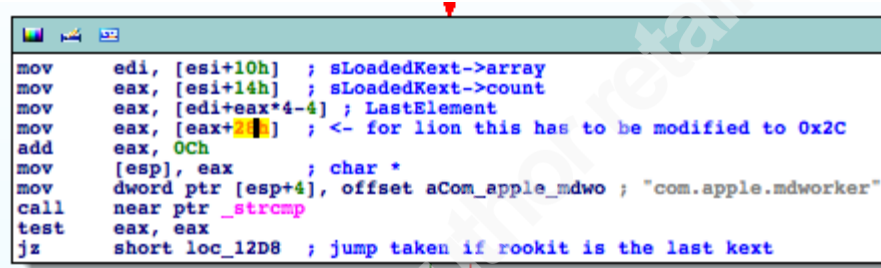 mov edi, [esi+10h] ; sLoadedKext->array
mov eax, [esi+14h] ; sLoadedKext->count
mov eax, [edi+eax*4-4] ; LastElement
mov eax, [eax+28h] ; <- for lion this has to be modified to 0x2C
add eax, 0Ch
mov [esp], eax ; char *
mov dword ptr [esp+4], offset aCom_apple_mdwo ; "com.apple.mdworker"
call near ptr _strcmp
test eax, eax
jz short loc_12D8 ; jump taken if rookit is the last kext